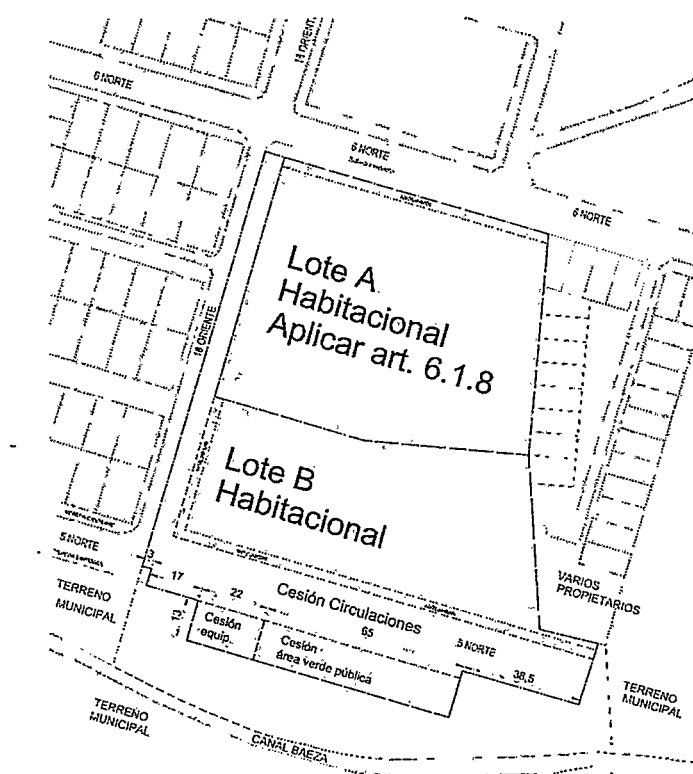 11 ORIENTE
6 NORTE
6 NORTE
6 NORTE
Lote A
Habitacional
Aplicar art. 6.1.8
18 ORIENTE
Lote B
Habitacional
5 NORTE
3
17
22
Cesión Circulaciones
65
5 NORTE
38,5
13
Cesión
equip.
Cesión
área verde pública
TERRENO
MUNICIPAL
VARIOS
PROPIETARIOS
TERRENO
MUNICIPAL
TERRENO
MUNICIPAL
CANAL BAEZA